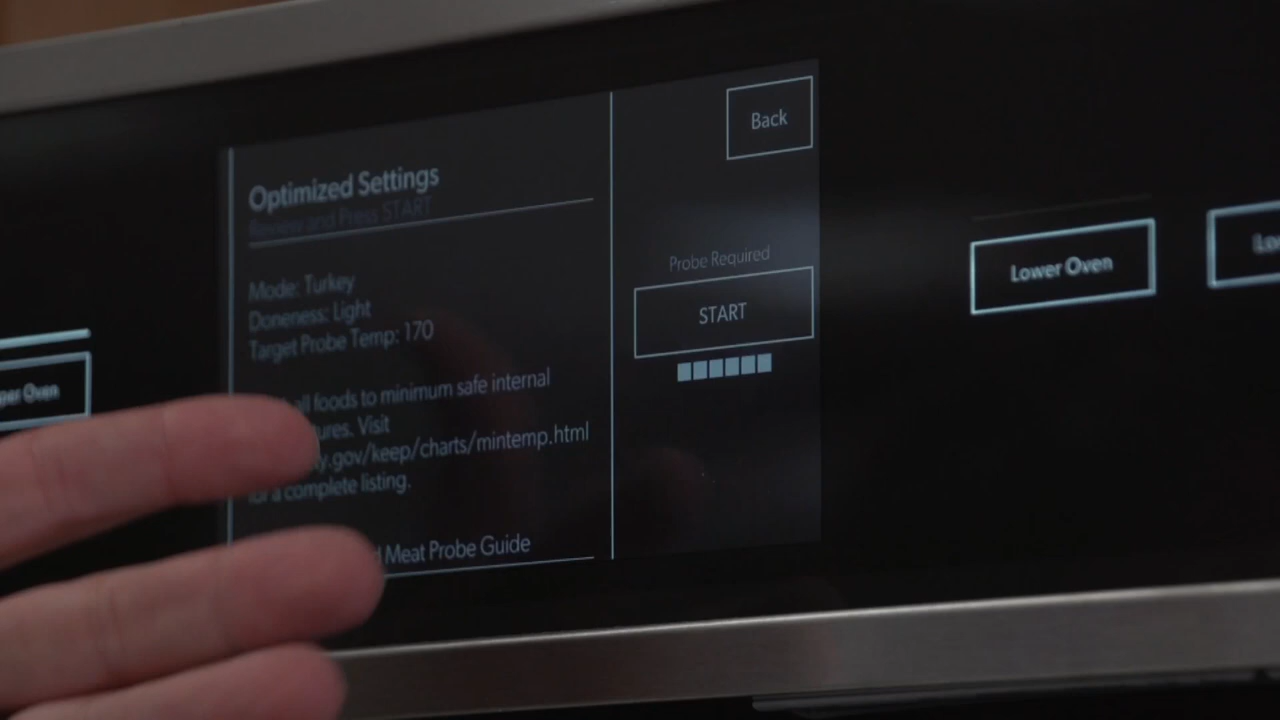 Optimized Settings
Review and Press START
Mode: Turkey
Doneness: Light
Target Probe Temp: 170
all foods to minimum safe internal
Visit
keep/charts/mintemp.html
for a complete listing.
Meat Probe Guide
Back
Probe Required
START
Oven
Lower Oven